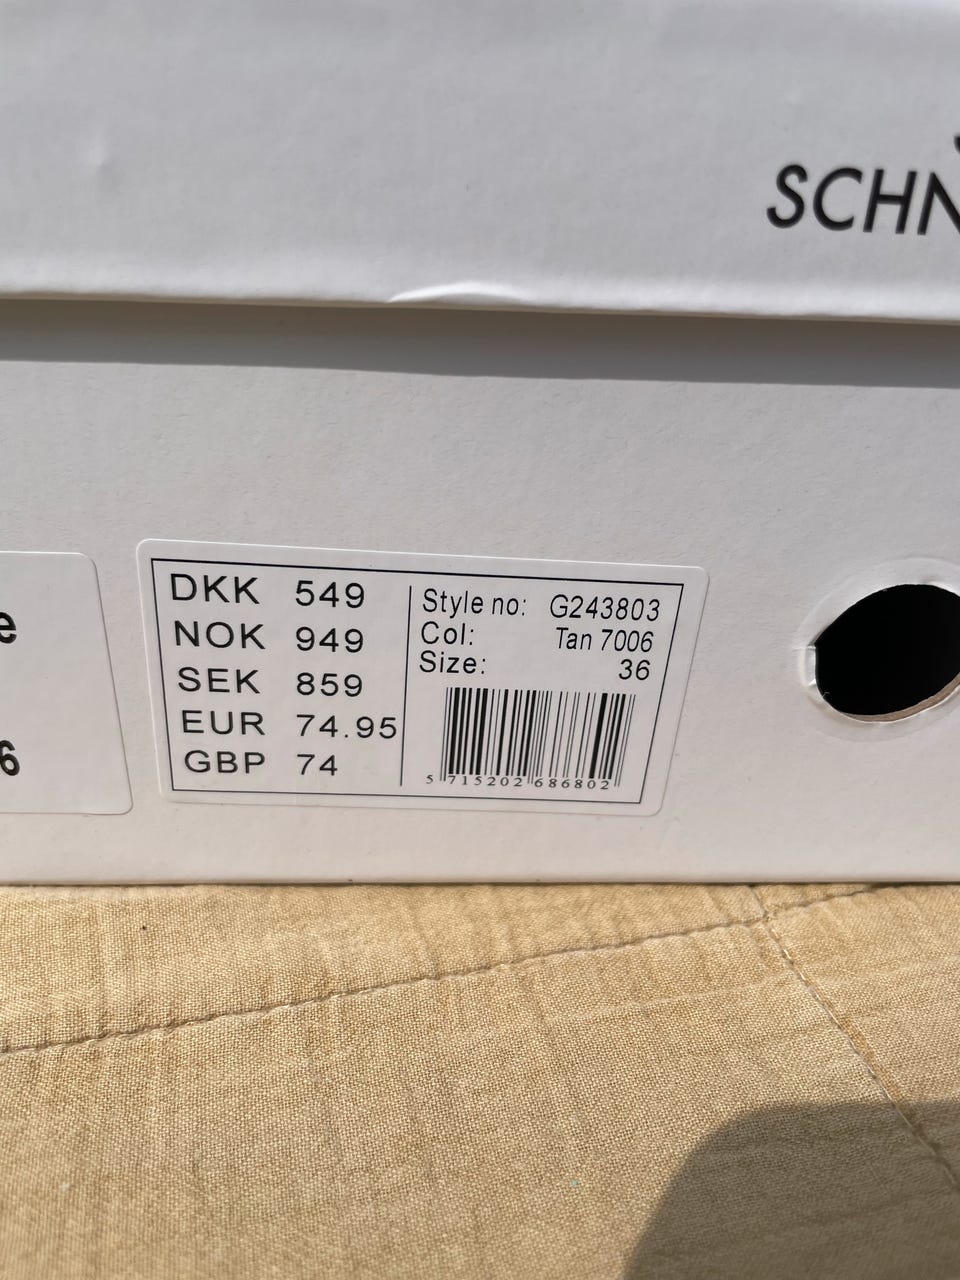 SCHN
e
6
DKK 549
NOK 949
SEK 859
EUR 74.95
GBP 74
Style no: G243803
Col: Tan 7006
Size: 36
5 715202 686802